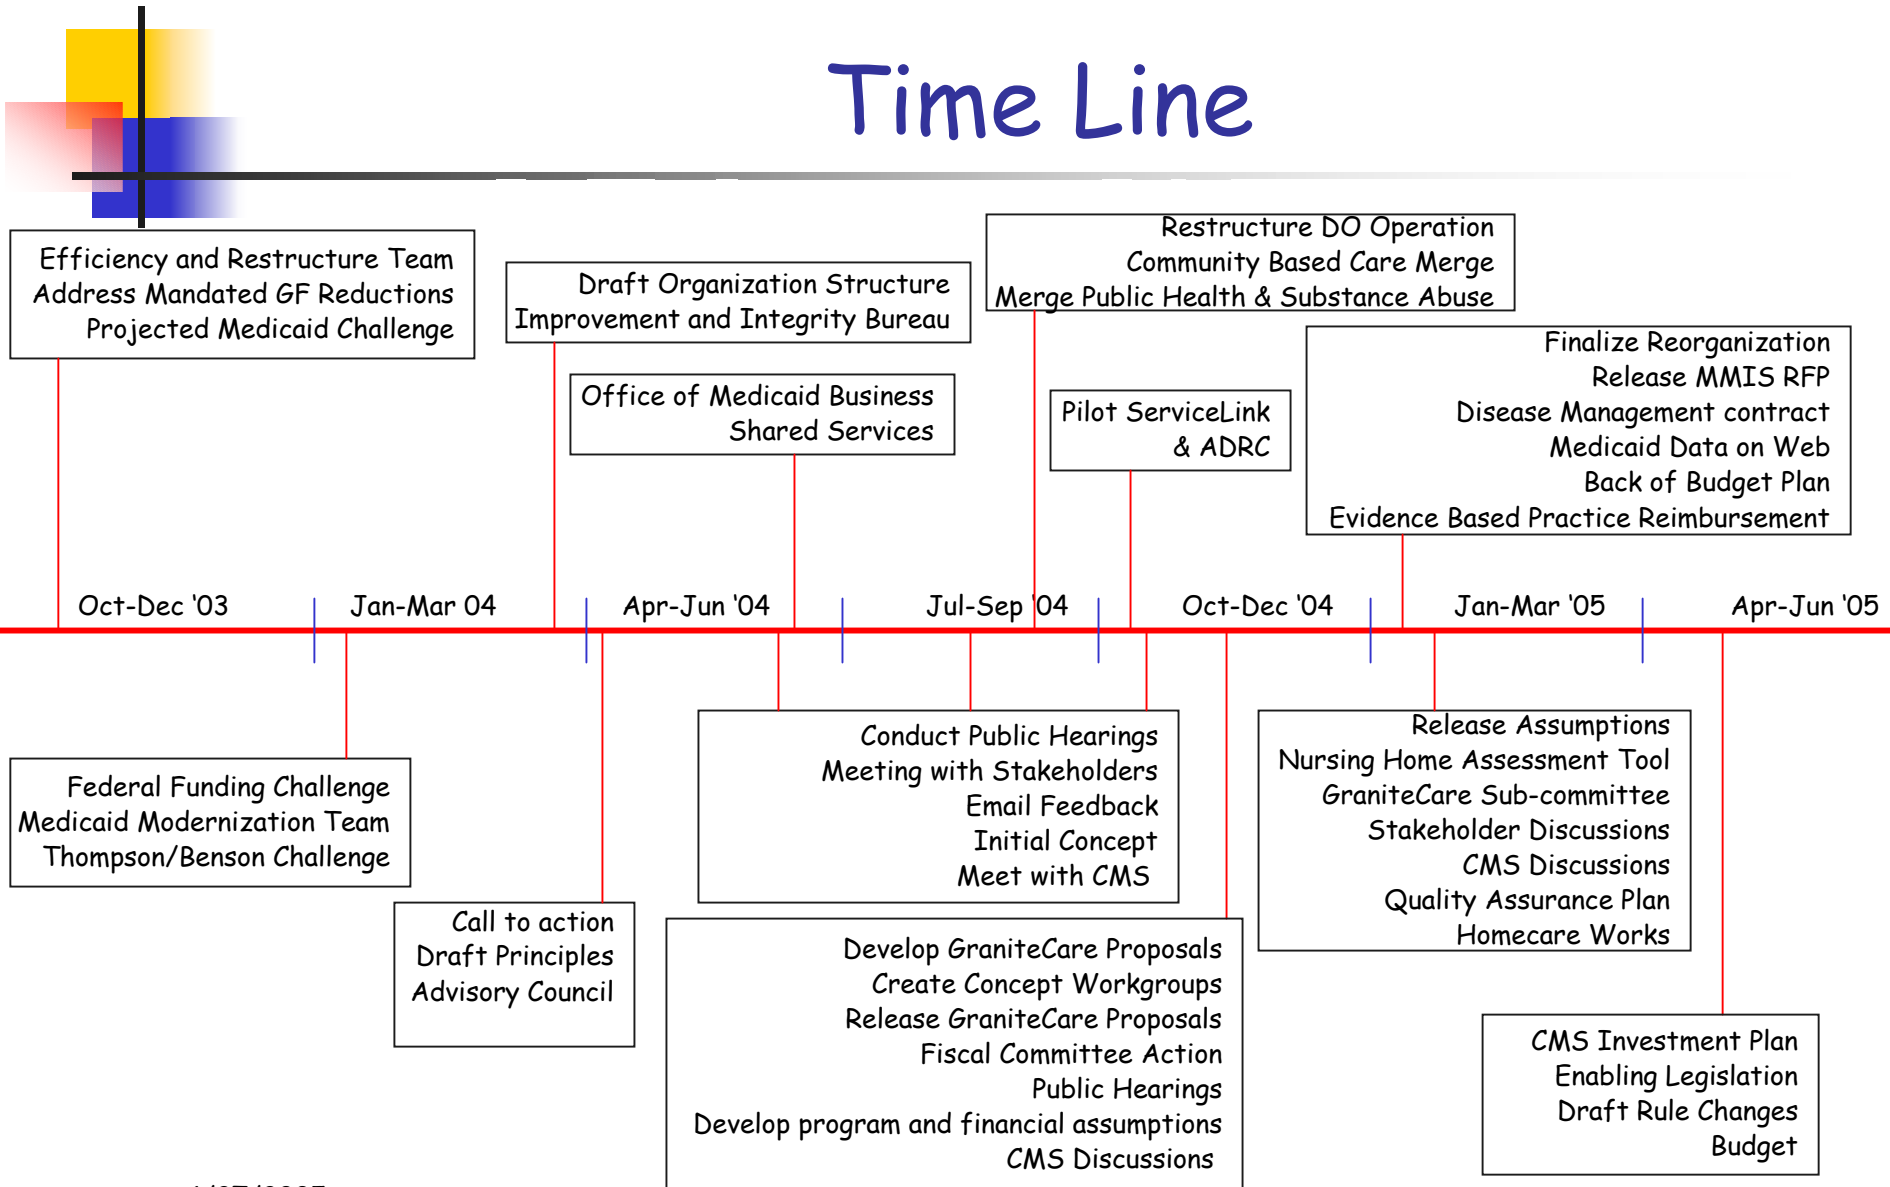 Time Line
Efficiency and Restructure Team
Address Mandated GF Reductions
Projected Medicaid Challenge
Draft Organization Structure
Improvement and Integrity Bureau
Office of Medicaid Business
Shared Services
Restructure DO Operation
Community Based Care Merge
Merge Public Health & Substance Abuse
Pilot ServiceLink
& ADRC
Finalize Reorganization
Release MMIS RFP
Disease Management contract
Medicaid Data on Web
Back of Budget Plan
Evidence Based Practice Reimbursement
Oct-Dec ‘03
Jan-Mar 04
Apr-Jun ‘04
Jul-Sep ‘04
Oct-Dec ‘04
Jan-Mar ‘05
Apr-Jun ‘05
Federal Funding Challenge
Medicaid Modernization Team
Thompson/Benson Challenge
Call to action
Draft Principles
Advisory Council
Conduct Public Hearings
Meeting with Stakeholders
Email Feedback
Initial Concept
Meet with CMS
Develop GraniteCare Proposals
Create Concept Workgroups
Release GraniteCare Proposals
Fiscal Committee Action
Public Hearings
Develop program and financial assumptions
CMS Discussions
Release Assumptions
Nursing Home Assessment Tool
GraniteCare Sub-committee
Stakeholder Discussions
CMS Discussions
Quality Assurance Plan
Homecare Works
CMS Investment Plan
Enabling Legislation
Draft Rule Changes
Budget